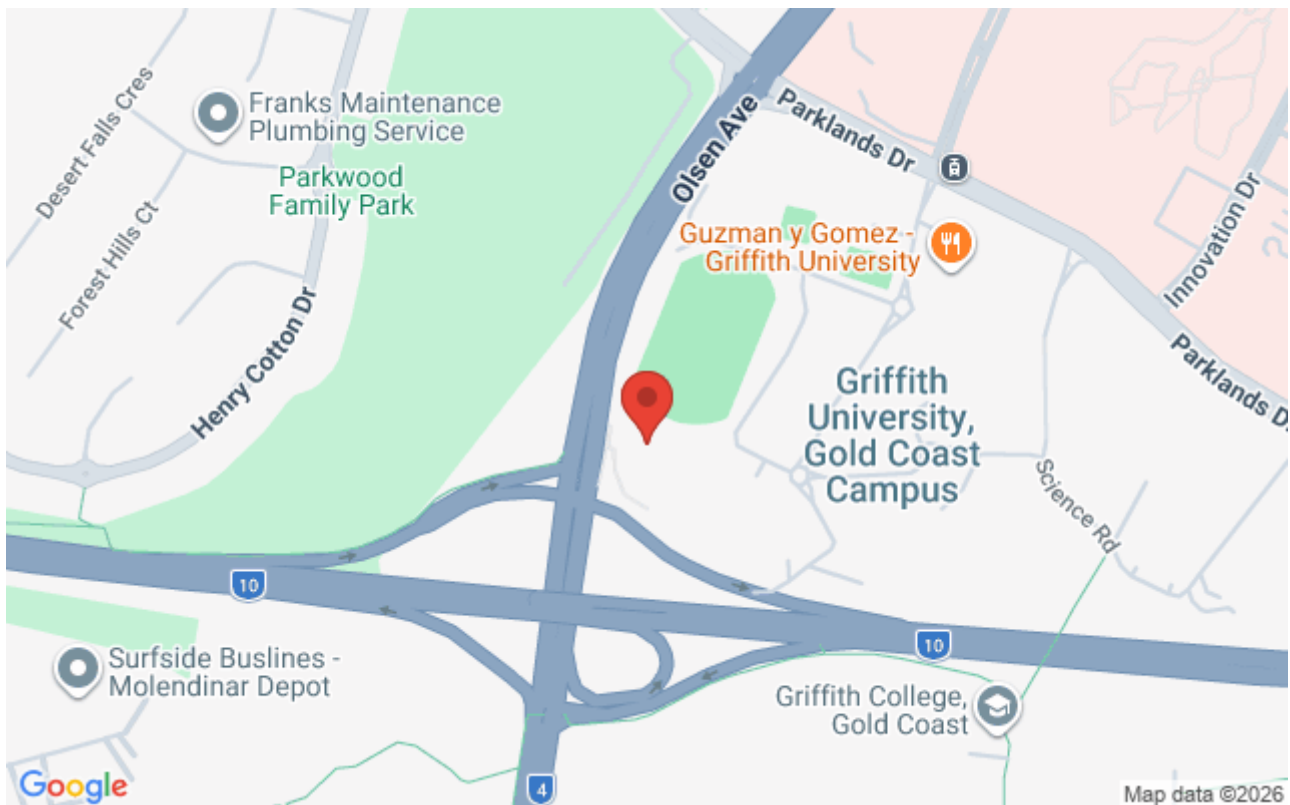 Desert Falls Cres
Franks Maintenance
Plumbing Service
Parkwood
Family Park
Forest Hills Ct
Henry Cotton Dr
Olsen Ave
Parklands Dr
Guzman y Gomez -
Griffith University
Innovation Dr
Parklands Dr
Griffith
University,
Gold Coast
Campus
Science Rd
10
10
Surfside Buslines -
Molendinar Depot
Griffith College,
Gold Coast
4
Google
Map data ©2026